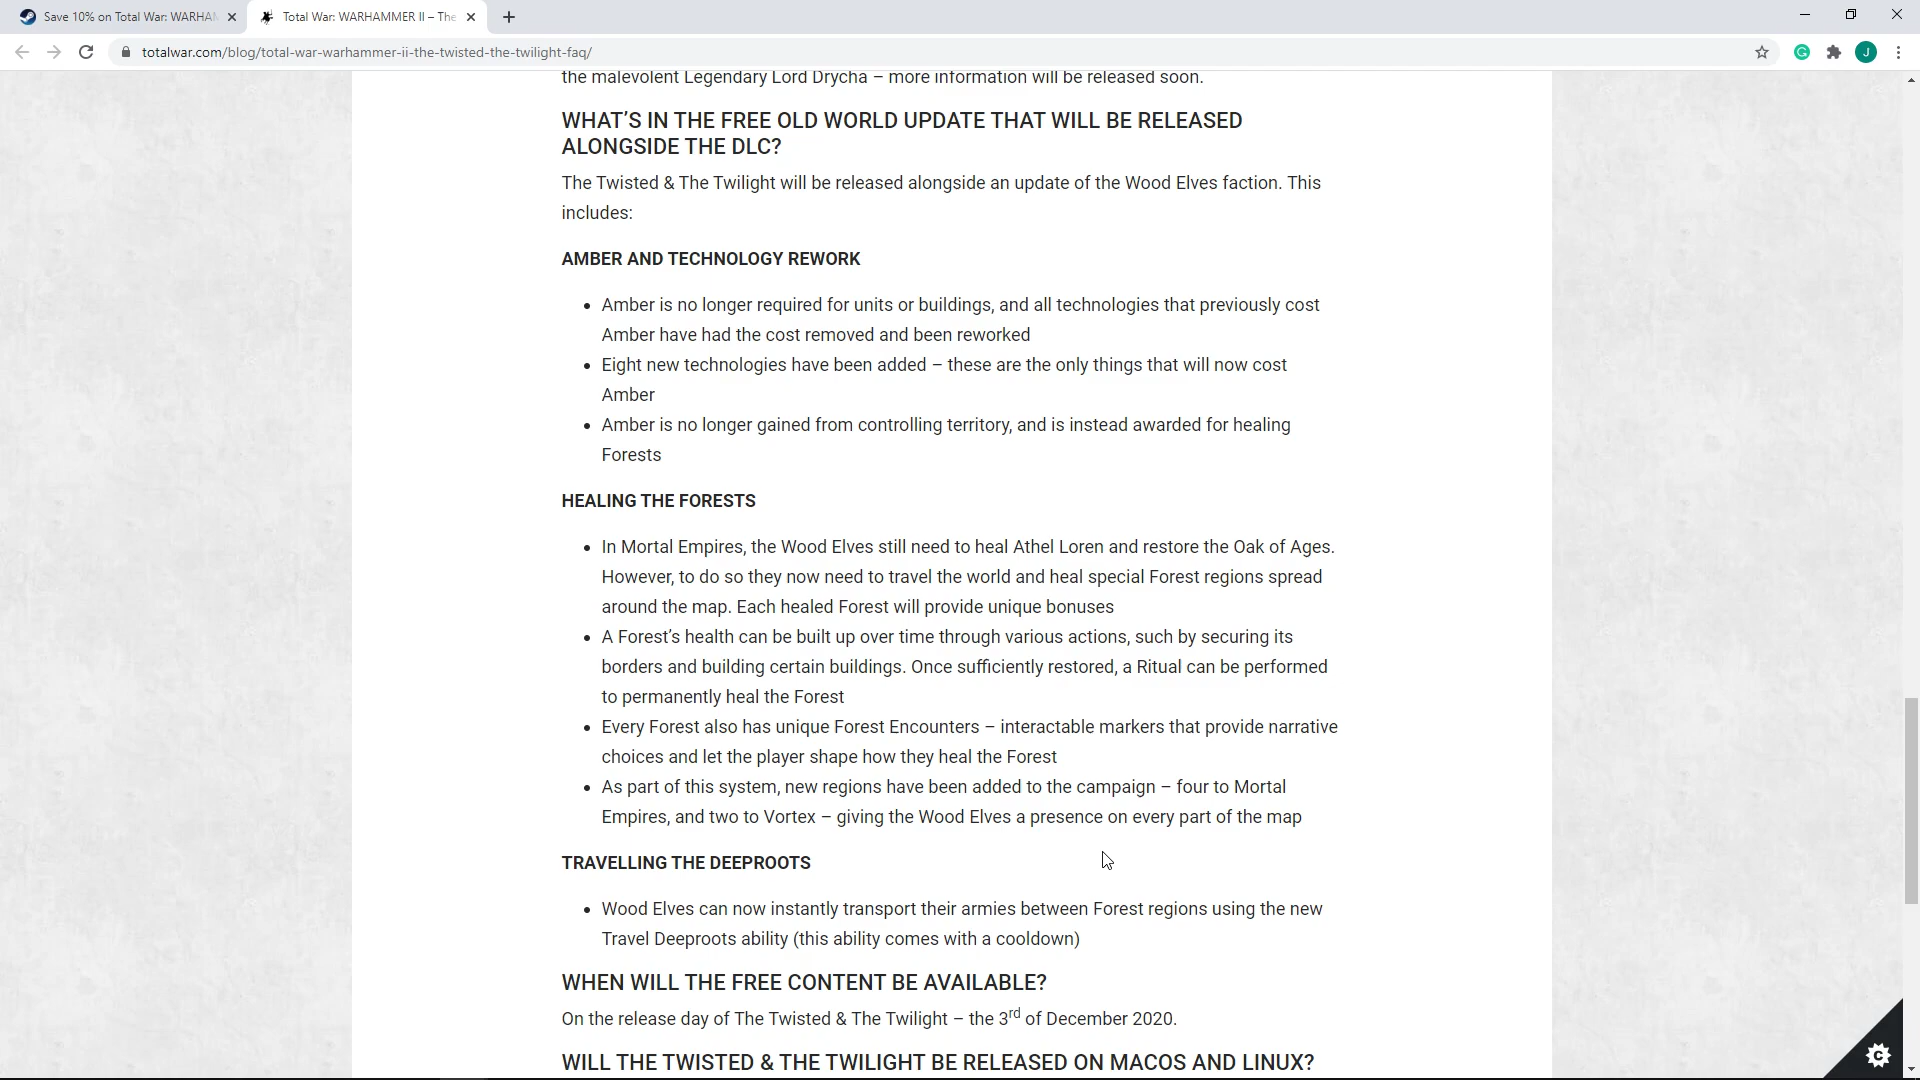 Save 10% on Total War: WARHA
Total War: WARHAMMER II – The
totalwar.com/blog/total-war-warhammer-ii-the-twisted-the-twilight-faq/
J
the malevolent Legendary Lord Drycha – more information will be released soon.
WHAT'S IN THE FREE OLD WORLD UPDATE THAT WILL BE RELEASED
ALONGSIDE THE DLC?
The Twisted & The Twilight will be released alongside an update of the Wood Elves faction. This
includes:
AMBER AND TECHNOLOGY REWORK
• Amber is no longer required for units or buildings, and all technologies that previously cost
Amber have had the cost removed and been reworked
• Eight new technologies have been added – these are the only things that will now cost
Amber
• Amber is no longer gained from controlling territory, and is instead awarded for healing
Forests
HEALING THE FORESTS
• In Mortal Empires, the Wood Elves still need to heal Athel Loren and restore the Oak of Ages.
However, to do so they now need to travel the world and heal special Forest regions spread
around the map. Each healed Forest will provide unique bonuses
• A Forest's health can be built up over time through various actions, such by securing its
borders and building certain buildings. Once sufficiently restored, a Ritual can be performed
to permanently heal the Forest
• Every Forest also has unique Forest Encounters – interactable markers that provide narrative
choices and let the player shape how they heal the Forest
• As part of this system, new regions have been added to the campaign – four to Mortal
Empires, and two to Vortex – giving the Wood Elves a presence on every part of the map
TRAVELLING THE DEEPROOTS
• Wood Elves can now instantly transport their armies between Forest regions using the new
Travel Deeproots ability (this ability comes with a cooldown)
WHEN WILL THE FREE CONTENT BE AVAILABLE?
On the release day of The Twisted & The Twilight – the 3rd of December 2020.
WILL THE TWISTED & THE TWILIGHT BE RELEASED ON MACOS AND LINUX?